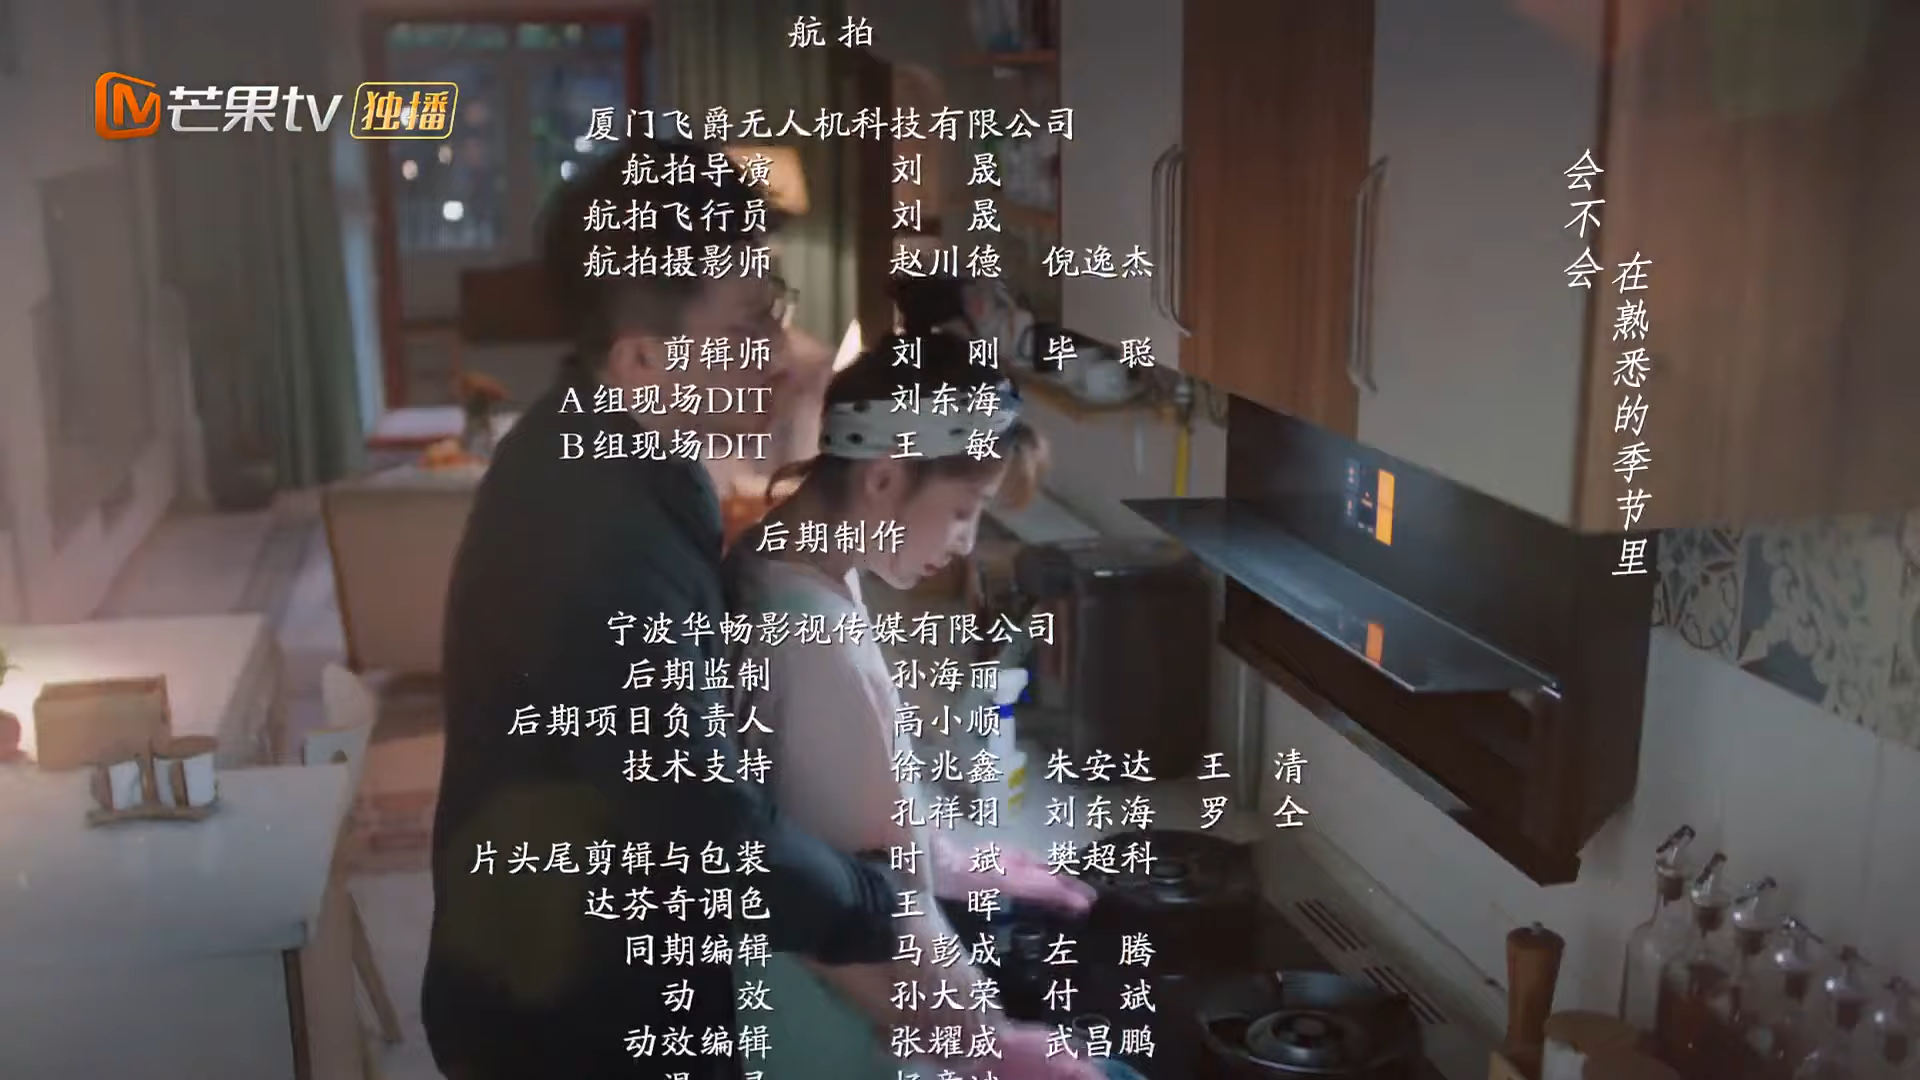 航拍
芒果tv 独播
厦门飞爵无人机科技有限公司
航拍导演 刘晟
航拍飞行员 刘晟
航拍摄影师 赵川德 倪逸杰
剪辑师 刘刚 毕聪
A组现场DIT 刘东海
B组现场DIT 王敏
后期制作
宁波华畅影视传媒有限公司
后期监制 孙海丽
后期项目负责人 高小顺
技术支持 徐兆鑫 朱安达 王清
孔祥羽 刘东海 罗仝
片头尾剪辑与包装 时斌 樊超科
达芬奇调色 王晖
同期编辑 马彭成 左腾
动效 孙大荣 付斌
动效编辑 张耀威 武昌鹏
会不会
在熟悉的季节里